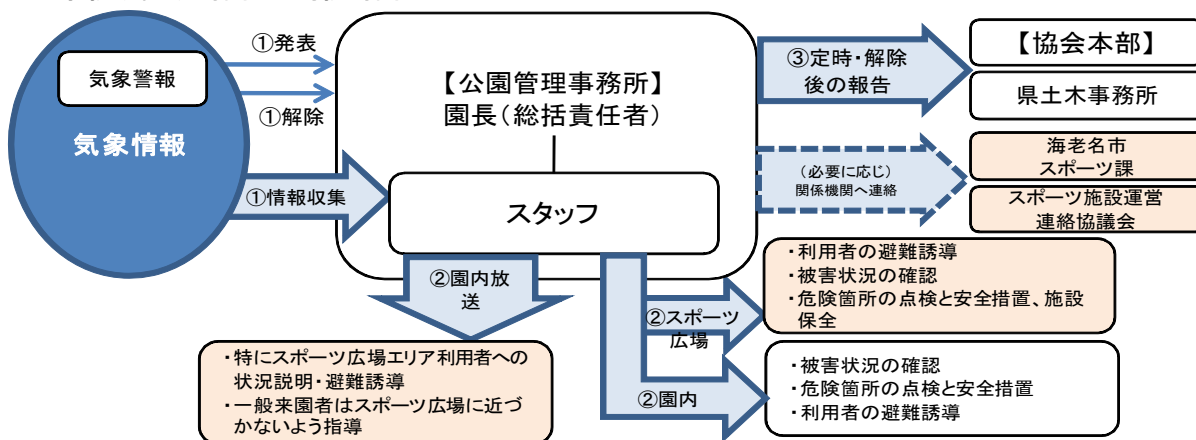 ①発表
気象警報
①解除
気象情報
①情報収集
【公園管理事務所】
園長(総括責任者)
スタッフ
③定時・解除
後の報告
【協会本部】
県土木事務所
(必要に応じ)
関係機関へ連絡
海老名市
スポーツ課
スポーツ施設運営
連絡協議会
②園内放
送
・特にスポーツ広場エリア利用者への
状況説明・避難誘導
・一般来園者はスポーツ広場に近づ
かないよう指導
②スポーツ
広場
・利用者の避難誘導
・被害状況の確認
・危険箇所の点検と安全措置、施設
保全
②園内
・被害状況の確認
・危険箇所の点検と安全措置
・利用者の避難誘導